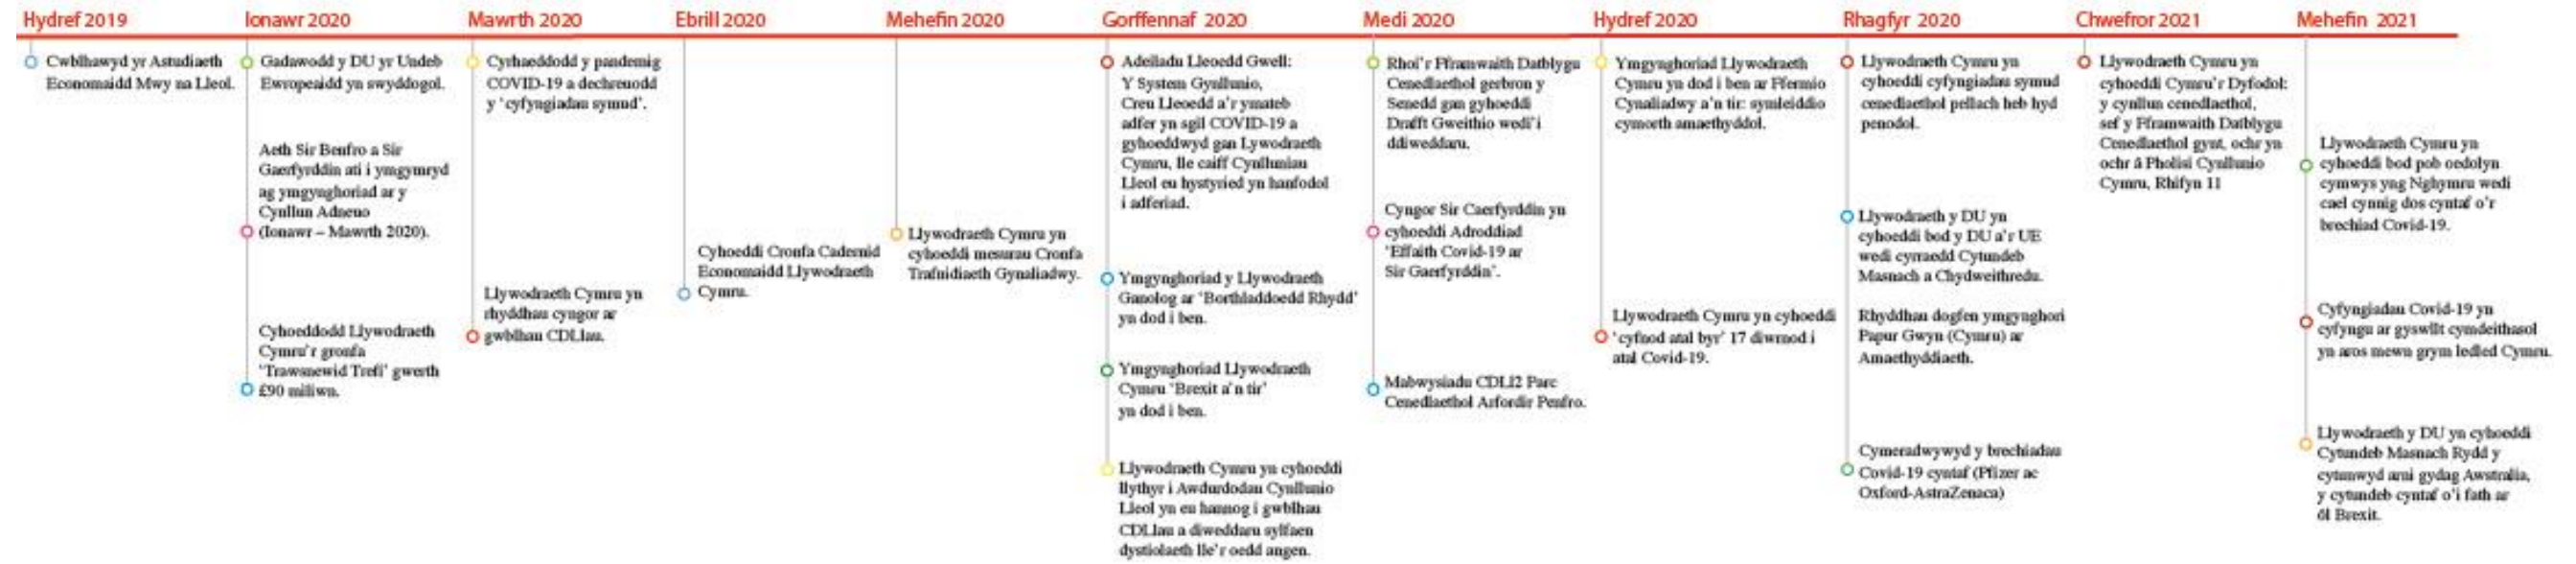 Hydref 2019
Cwblhawyd yr Astudiaeth
Economaidd Mwy na Lleol.
Ionawr 2020
Gadawodd y DU yr Undeb
Ewropeaidd yn swyddogol.
Aeth Sir Benfro a Sir
Gaerfyrddin ati i ymgymryd
ag ymgynghoriad ar y
Cynllun Adneuo
(Ionawr – Mawrth 2020).
Cyhoeddodd Llywodraeth
Cymru'r gronfa
'Trawsnewid Trefi' gwerth
£90 miliwn.
Mawrth 2020
Cyrhaeddodd y pandemig
COVID-19 a dechreuodd
y 'cyfyngiadau symud'.
Llywodraeth Cymru yn
rhyddhau cyngor ar
gwblhau CDLlau.
Ebrill 2020
Cyhoeddi Cronfa Cadernid
Economaidd Llywodraeth
Cymru.
Mehefin 2020
Llywodraeth Cymru yn
cyhoeddi mesurau Cronfa
Trafnidiaeth Gynaliadwy.
Gorffennaf 2020
Adeiladu Lleoedd Gwell:
Y System Gynllunio,
Creu Lleoedd a'r ymateb
adfer yn sgil COVID-19 a
gyhoeddwyd gan Lywodraeth
Cymru, lle caiff Cynlluniau
Lleol eu hystyried yn hanfodol
i adferiad.
Ymgynghoriad y Llywodraeth
Ganolog ar 'Borthladdoedd Rhydd'
yn dod i ben.
Ymgynghoriad Llywodraeth
Cymru 'Brexit a'n tir'
yn dod i ben.
Llywodraeth Cymru yn cyhoeddi
llythyr i Awdurdodau Cynllunio
Lleol yn eu hannog i gwblhau
CDLlau a diweddaru sylfaen
dystiolaeth lle'r oedd angen.
Medi 2020
Rhoi'r Fframwaith Datblygu
Cenedlaethol gerbron y
Senedd gan gyhoeddi
Drafft Gweithio wedi'i
ddiweddaru.
Cyngor Sir Caerfyrddin yn
cyhoeddi Adroddiad
'Effaith Covid-19 ar
Sir Gaerfyrddin'.
Mabwysiadu CDLl2 Parc
Cenedlaethol Arfordir Penfro.
Hydref 2020
Ymgynghoriad Llywodraeth
Cymru yn dod i ben ar Ffermio
Cynaliadwy a'n tir: symleiddio
cymorth amaethyddol.
Llywodraeth Cymru yn cyhoeddi
'cyfnod atal byr' 17 diwrnod i
atal Covid-19.
Rhagfyr 2020
Llywodraeth Cymru yn
cyhoeddi cyfyngiadau symud
cenedlaethol pellach heb hyd
penodol.
Llywodraeth y DU yn
cyhoeddi bod y DU a'r UE
wedi cyrraedd Cytundeb
Masnach a Chydweithredu.
Rhyddhau dogfen ymgynghori
Papur Gwyn (Cymru) ar
Amaethyddiaeth.
Cymeradwywyd y brechiadau
Covid-19 cyntaf (Pfizer ac
Oxford-AstraZenaca)
Chwefror 2021
Llywodraeth Cymru yn
cyhoeddi Cymru'r Dyfodol:
y cynllun cenedlaethol,
sef y Fframwaith Datblygu
Cenedlaethol gynt, ochr yn
ochr â Pholisi Cynllunio
Cymru, Rhifyn 11
Mehefin 2021
Llywodraeth Cymru yn
cyhoeddi bod pob oedolyn
cymwys yng Nghymru wedi
cael cynnig dos cyntaf o'r
brechiad Covid-19.
Cyfyngiadau Covid-19 yn
cyfyngu ar gyswllt cymdeithasol
yn aros mewn grym ledled Cymru.
Llywodraeth y DU yn cyhoeddi
Cytundeb Masnach Rydd y
cytunwyd arni gydag Awstralia,
y cytundeb cyntaf o'i fath ar
ôl Brexit.